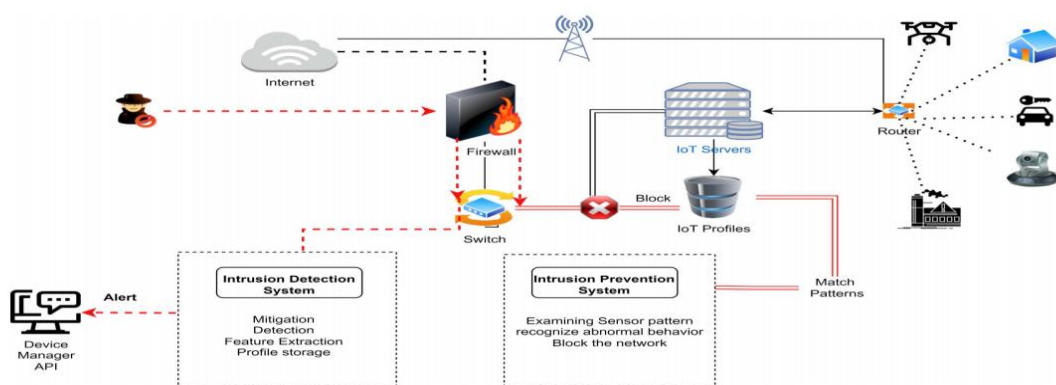 Internet
Firewall
IoT Servers
Router
Switch
Block
IoT Profiles
Match
Patterns
Intrusion Detection
System
Mitigation
Detection
Feature Extraction
Profile storage
Intrusion Prevention
System
Examining Sensor pattern
recognize abnormal behavior
Block the network
Alert
Device
Manager
API